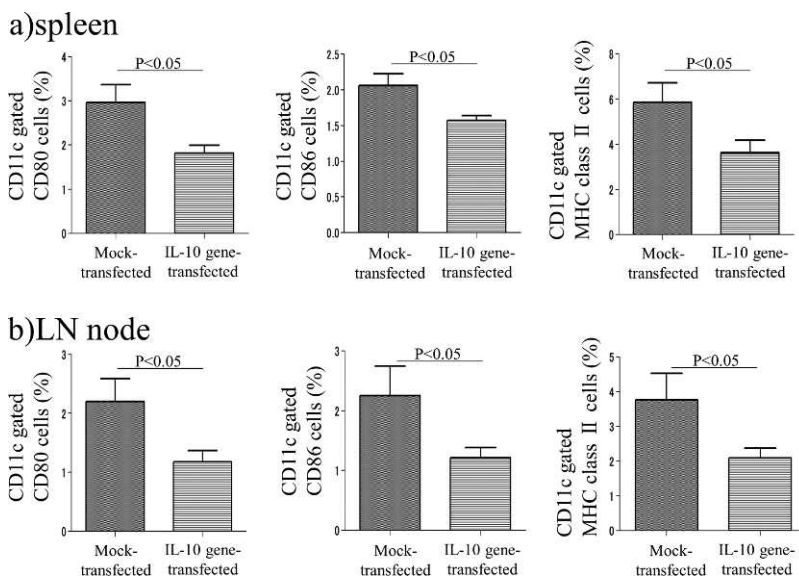 a)spleen
CD11c gated
CD80 cells (%)
4
3
2
1
0
P<0.05
Mock-
transfected
IL-10 gene-
transfected
CD11c gated
CD86 cells (%)
2.5
2.0
1.5
1.0
0.5
0.0
P<0.05
Mock-
transfected
IL-10 gene-
transfected
CD11c gated
MHC class II cells (%)
8
6
4
2
0
P<0.05
Mock-
transfected
IL-10 gene-
transfected
b)LN node
CD11c gated
CD80 cells (%)
3
2
1
0
P<0.05
Mock-
transfected
IL-10 gene-
transfected
CD11c gated
CD86 cells (%)
3
2
1
0
P<0.05
Mock-
transfected
IL-10 gene-
transfected
CD11c gated
MHC class II cells (%)
5
4
3
2
1
0
P<0.05
Mock-
transfected
IL-10 gene-
transfected